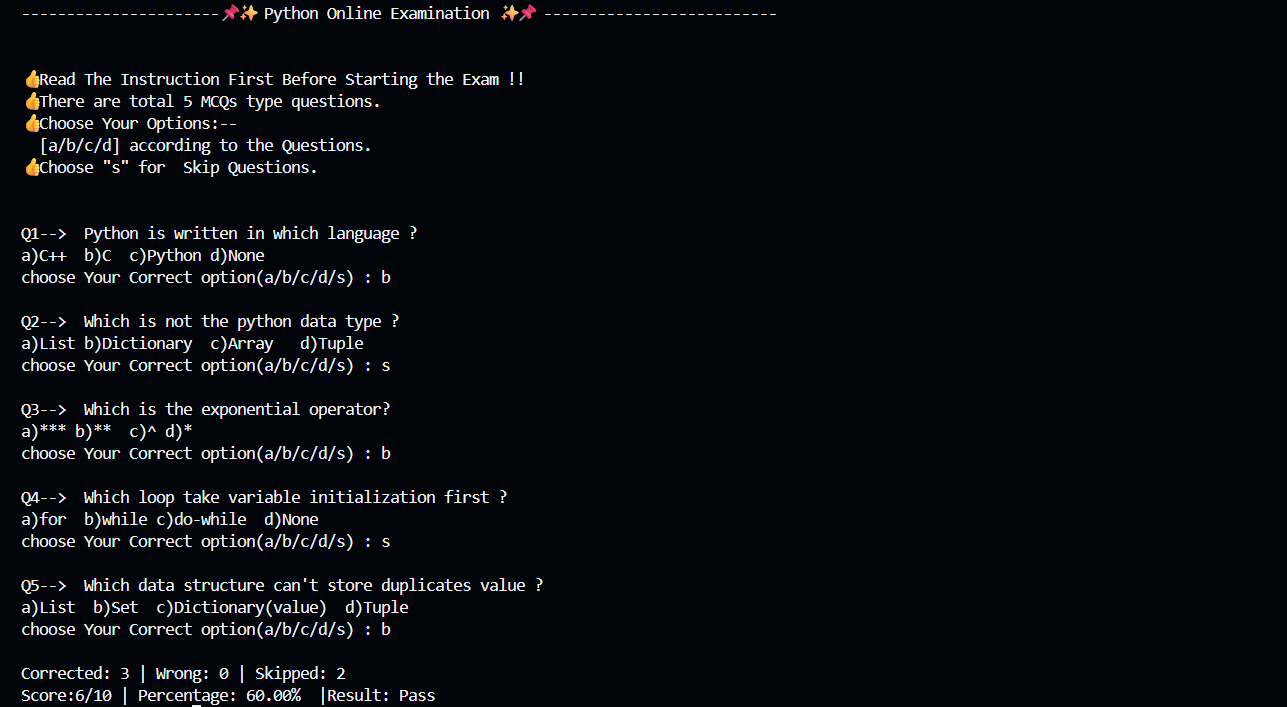 ----------------------📌✨ Python Online Examination ✨📌 --------------------------
👍Read The Instruction First Before Starting the Exam !!
👍There are total 5 MCQs type questions.
👍Choose Your Options:--
[a/b/c/d] according to the Questions.
👍Choose "s" for  Skip Questions.
Q1-->  Python is written in which language ?
a)C++  b)C  c)Python d)None
choose Your Correct option(a/b/c/d/s) : b
Q2-->  Which is not the python data type ?
a)List b)Dictionary  c)Array   d)Tuple
choose Your Correct option(a/b/c/d/s) : s
Q3-->  Which is the exponential operator?
a)*** b)**  c)^ d)*
choose Your Correct option(a/b/c/d/s) : b
Q4-->  Which loop take variable initialization first ?
a)for  b)while c)do-while  d)None
choose Your Correct option(a/b/c/d/s) : s
Q5-->  Which data structure can't store duplicates value ?
a)List  b)Set  c)Dictionary(value)  d)Tuple
choose Your Correct option(a/b/c/d/s) : b
Corrected: 3 | Wrong: 0 | Skipped: 2
Score:6/10 | Percentage: 60.00%  |Result: Pass